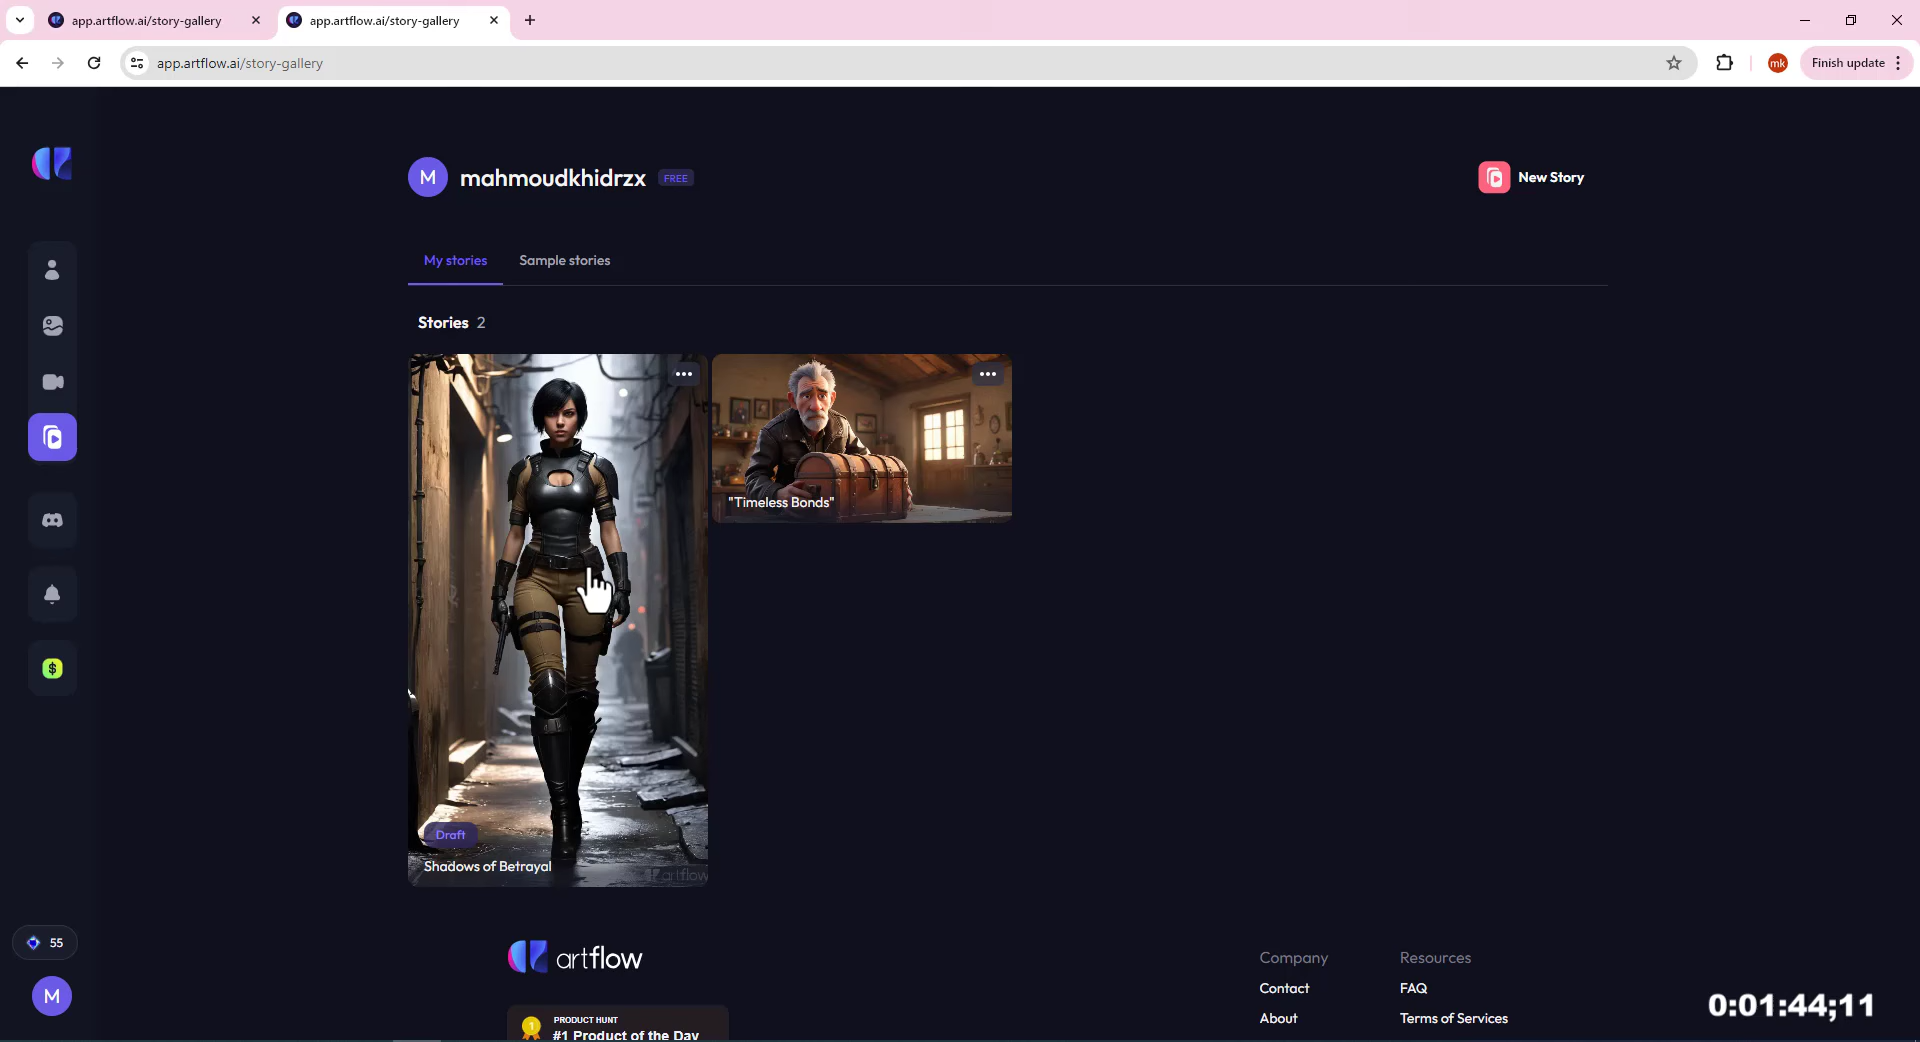 app.artflow.ai/story-gallery
app.artflow.ai/story-gallery
app.artflow.ai/story-gallery
mk
Finish update
M
mahmoudkhidrzx
FREE
New Story
My stories
Sample stories
Stories 2
"Timeless Bonds"
Draft
Shadows of Betrayal
artflow
$
55
M
artflow
Company
Resources
Contact
FAQ
About
Terms of Services
1
PRODUCT HUNT
#1 Product of the Day
0:01:44;11